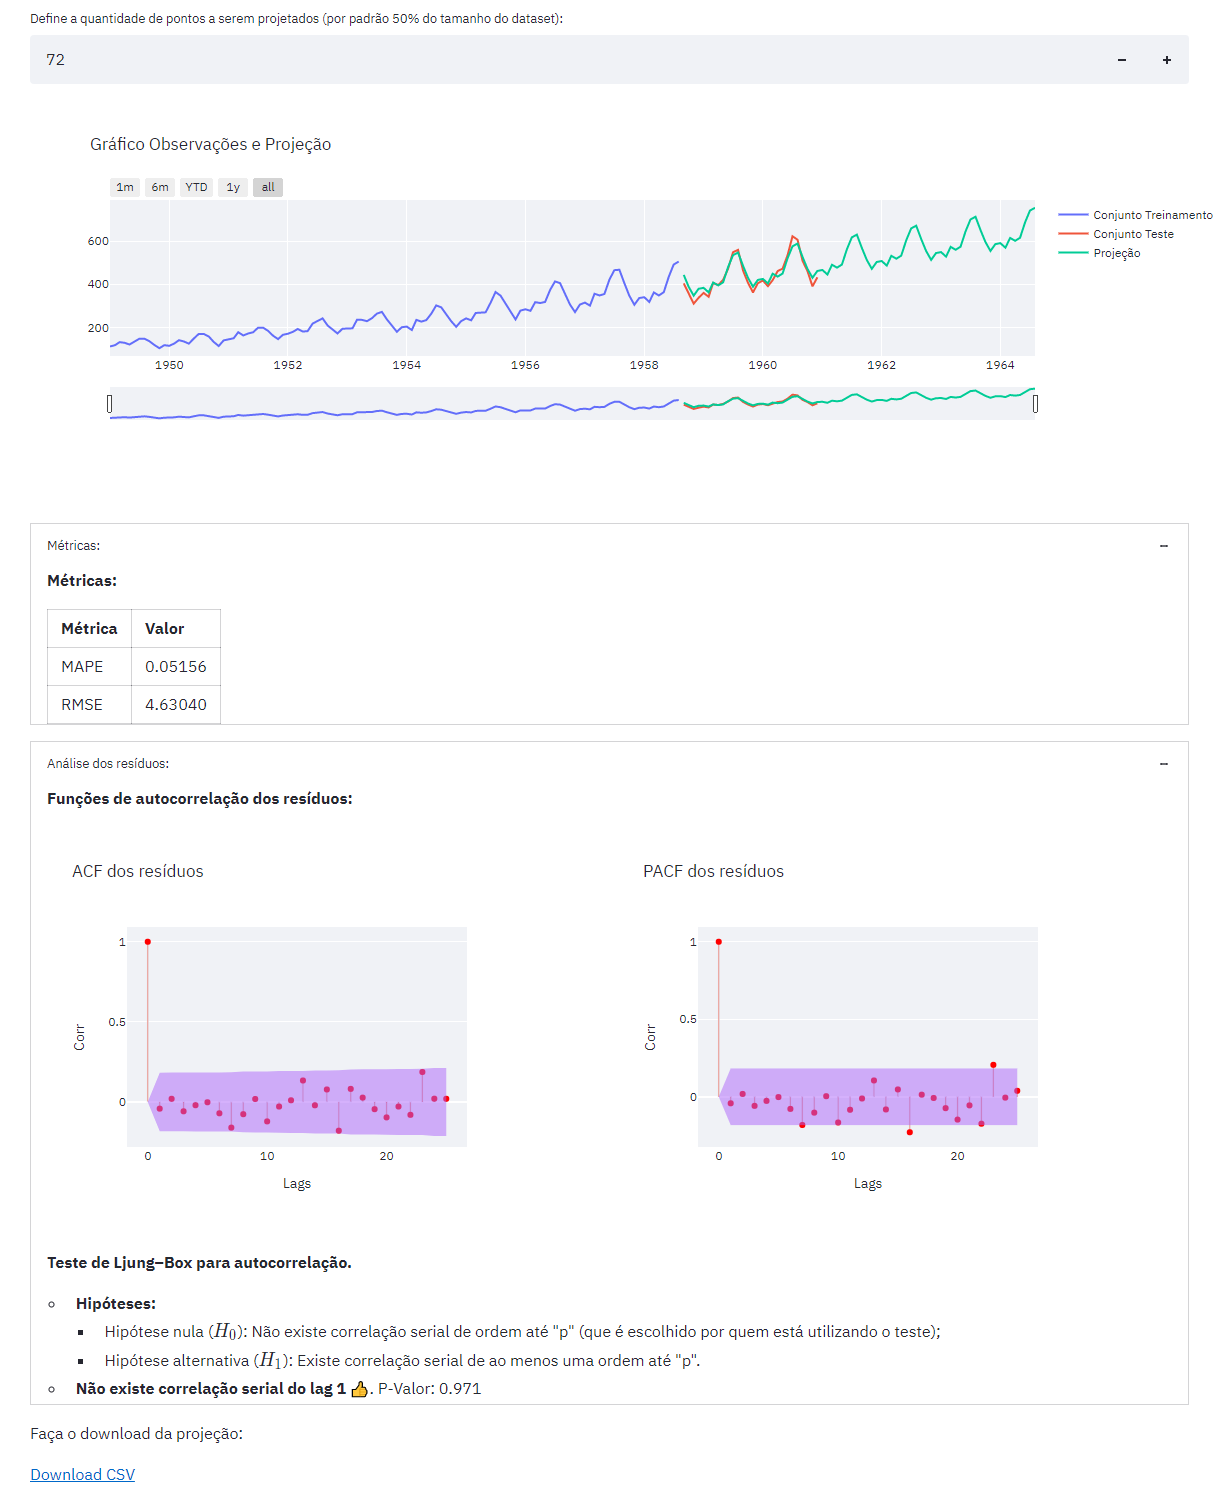 Define a quantidade de pontos a serem projetados (por padrão 50% do tamanho do dataset):
72
Gráfico Observações e Projeção
1m 6m YTD 1y all
Conjunto Treinamento
Conjunto Teste
Projeção
600
400
200
1950 1952 1954 1956 1958 1960 1962 1964
Métricas:
Métricas:
Métrica Valor
MAPE 0.05156
RMSE 4.63040
Análise dos resíduos:
Funções de autocorrelação dos resíduos:
ACF dos resíduos
1
0.5
0
Corr
0 10 20
Lags
PACF dos resíduos
1
0.5
0
Corr
0 10 20
Lags
Teste de Ljung–Box para autocorrelação.
Hipóteses:
Hipótese nula (H0): Não existe correlação serial de ordem até "p" (que é escolhido por quem está utilizando o teste);
Hipótese alternativa (H1): Existe correlação serial de ao menos uma ordem até "p".
Não existe correlação serial do lag 1 👍. P-Valor: 0.971
Faça o download da projeção:
Download CSV